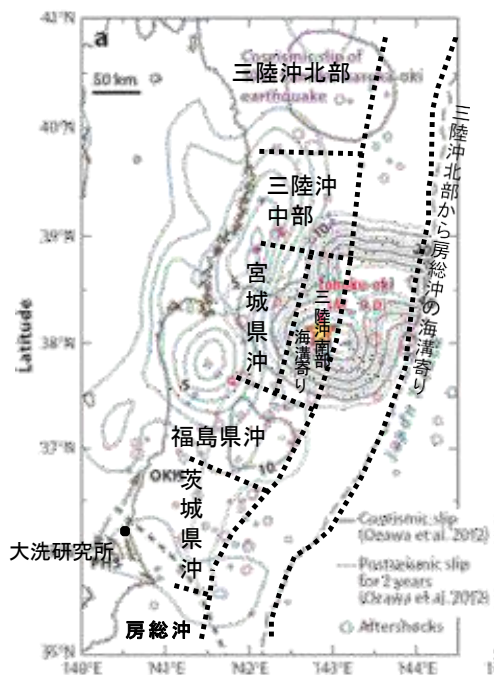 41°N
a
50 km
Coseismic slip of
earthquake
三陸沖北部
40°N
三陸沖
中部
39°N
10
三陸沖北部から房総沖の海溝寄り
宮城県沖
三陸沖南部
海溝寄り
38°N
Latitude
5
福島県沖
37°N
10
茨城県沖
大洗研究所
房総沖
Coseismic slip
(Ozawa et al. 2012)
Postseismic slip
for 2 years
(Ozawa et al. 2012)
Aftershocks
35°N
140°E
141°E
142°E
143°E
144°E